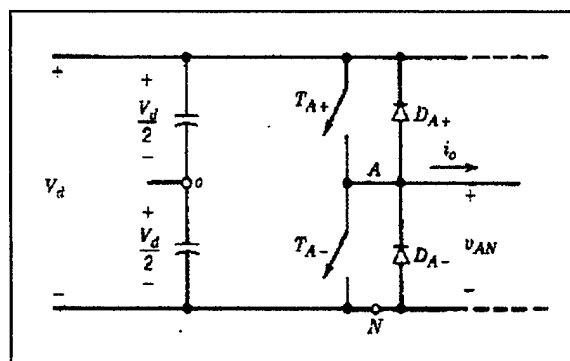 +
+
V_d/2
-
V_d
o
+
V_d/2
-
-
T_A+
D_A+
i_o
A
+
T_A-
D_A-
v_AN
-
N